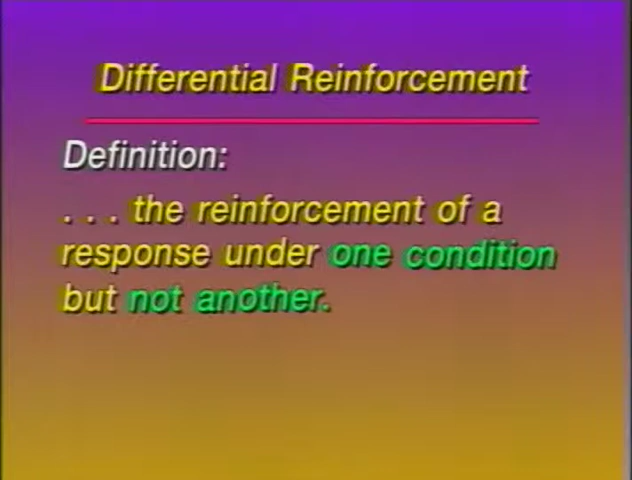 Differential Reinforcement
Definition:
. . . the reinforcement of a
response under one condition
but not another.